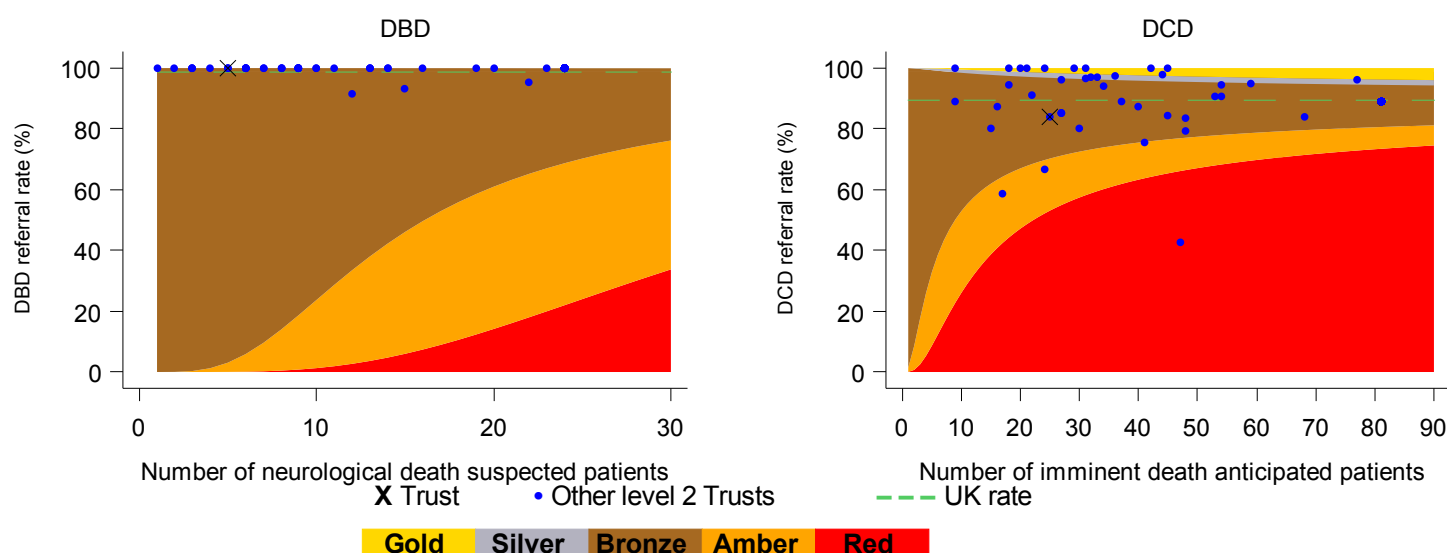 DBD
DCD
DBD referral rate (%)
100
80
60
40
20
0
0 10 20 30
Number of neurological death suspected patients
DCD referral rate (%)
100
80
60
40
20
0
0 10 20 30 40 50 60 70 80 90
Number of imminent death anticipated patients
X Trust Other level 2 Trusts UK rate
Gold Silver Bronze Amber Red